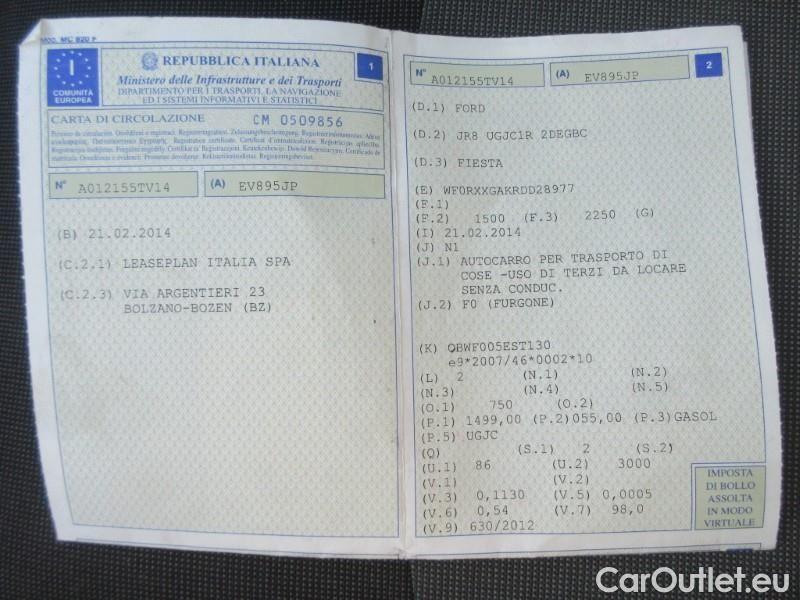 MOD. MC 820 F
I
COMUNITÀ
EUROPEA
REPUBBLICA ITALIANA
1
Ministero delle Infrastrutture e dei Trasporti
DIPARTIMENTO PER I TRASPORTI, LA NAVIGAZIONE
ED I SISTEMI INFORMATIVI E STATISTICI
CARTA DI CIRCOLAZIONE CM 0509856
N° A012155TV14 (A) EV895JP
(B) 21.02.2014
(C.2.1) LEASEPLAN ITALIA SPA
(C.2.3) VIA ARGENTIERI 23
BOLZANO-BOZEN (BZ)
N° A012155TV14 (A) EV895JP 2
(D.1) FORD
(D.2) JR8 UGJC1R 2DEGBC
(D.3) FIESTA
(E) WF0RXXGAKRDD28977
(F.1)
(F.2) 1500 (F.3) 2250 (G)
(I) 21.02.2014
(J) N1
(J.1) AUTOCARRO PER TRASPORTO DI
COSE -USO DI TERZI DA LOCARE
SENZA CONDUC.
(J.2) F0 (FURGONE)
(K) QBWF005EST130
e9*2007/46*0002*10
(L) 2 (N.1) (N.2)
(N.3) (N.4) (N.5)
(O.1) 750 (O.2)
(P.1) 1499,00 (P.2)055,00 (P.3)GASOL
(P.5) UGJC
(Q) (S.1) 2 (S.2)
(U.1) 86 (U.2) 3000
(V.1) (V.2)
(V.3) 0,1130 (V.5) 0,0005
(V.6) 0,54 (V.7) 98,0
(V.9) 630/2012
IMPOSTA
DI BOLLO
ASSOLTA
IN MODO
VIRTUALE
CarOutlet.eu